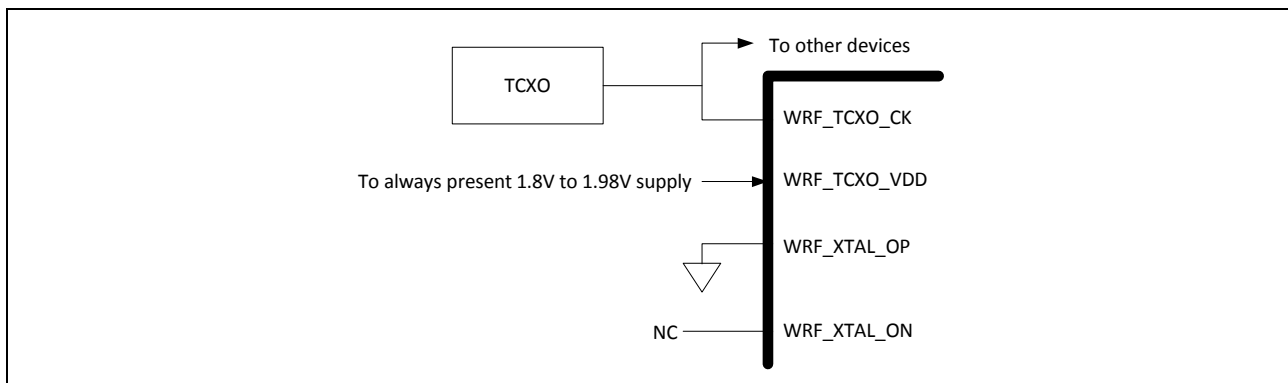 To other devices
TCXO
WRF_TCXO_CK
To always present 1.8V to 1.98V supply
WRF_TCXO_VDD
WRF_XTAL_OP
NC
WRF_XTAL_ON